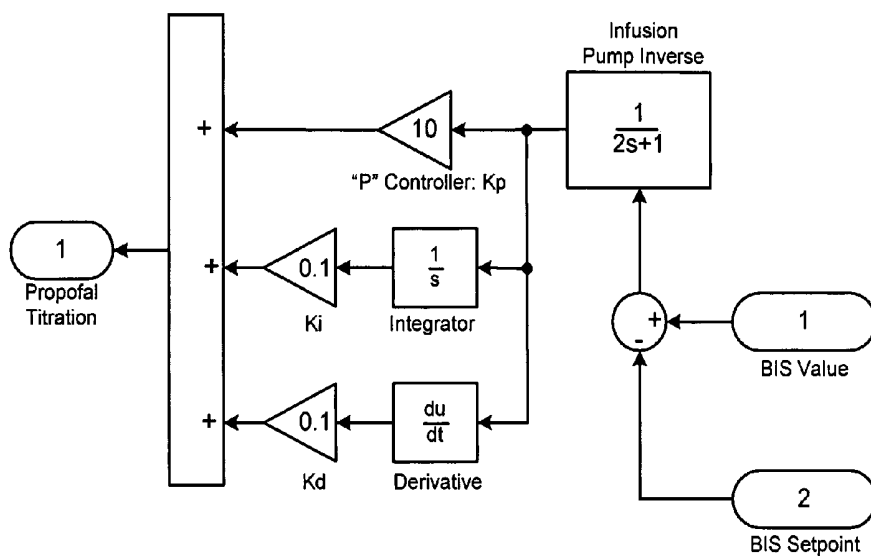 Infusion
Pump Inverse
1
2s+1
+
10
"P" Controller: Kp
1
Propofal
Titration
+
0.1
Ki
1
s
Integrator
+
-
1
BIS Value
+
0.1
Kd
du
dt
Derivative
2
BIS Setpoint